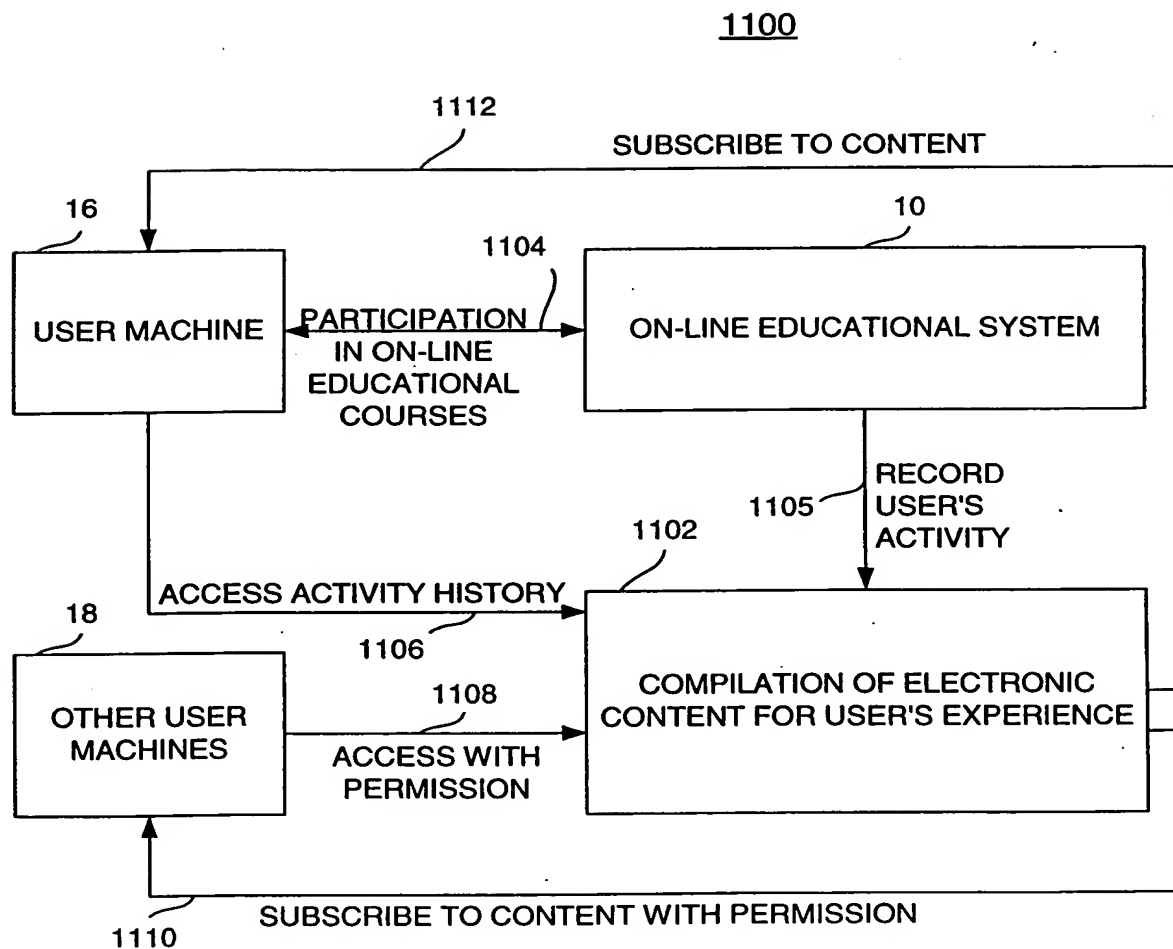 1100
1112
SUBSCRIBE TO CONTENT
16
10
1104
USER MACHINE
PARTICIPATION
IN ON-LINE
EDUCATIONAL
COURSES
ON-LINE EDUCATIONAL SYSTEM
1105
RECORD
USER'S
ACTIVITY
1102
ACCESS ACTIVITY HISTORY
1106
18
OTHER USER
MACHINES
1108
ACCESS WITH
PERMISSION
COMPILATION OF ELECTRONIC
CONTENT FOR USER'S EXPERIENCE
SUBSCRIBE TO CONTENT WITH PERMISSION
1110